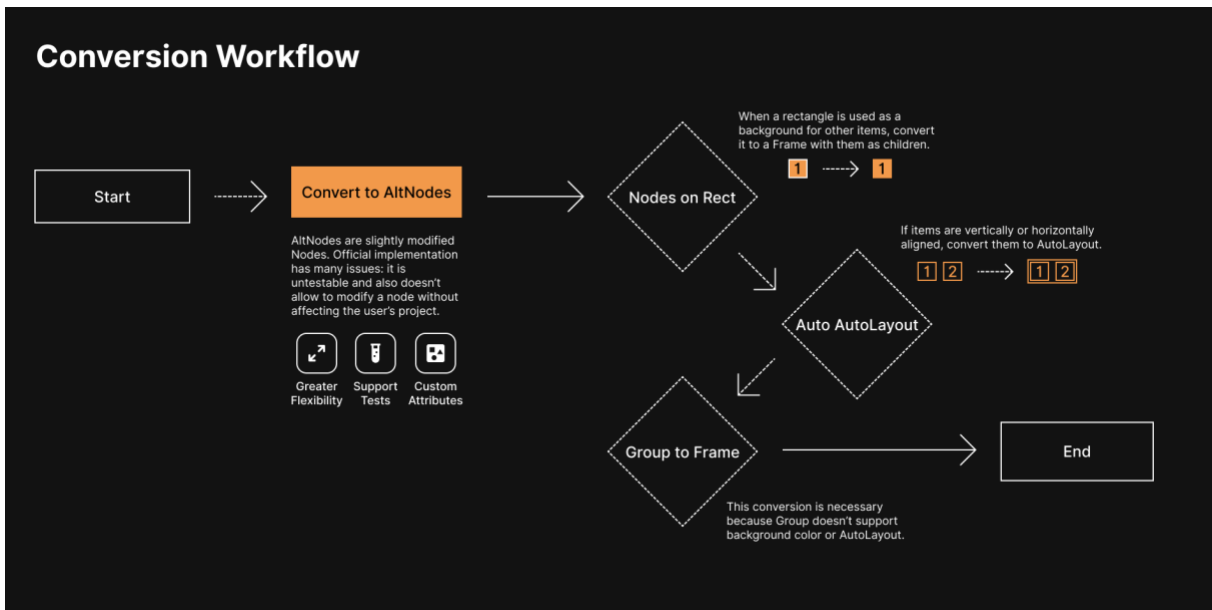 Conversion Workflow
Start
Convert to AltNodes
AltNodes are slightly modified
Nodes. Official implementation
has many issues: it is
untestable and also doesn't
allow to modify a node without
affecting the user's project.
Greater
Flexibility
Support
Tests
Custom
Attributes
Nodes on Rect
When a rectangle is used as a
background for other items, convert
it to a Frame with them as children.
1 1
Auto AutoLayout
If items are vertically or horizontally
aligned, convert them to AutoLayout.
1 2 1 2
Group to Frame
This conversion is necessary
because Group doesn't support
background color or AutoLayout.
End